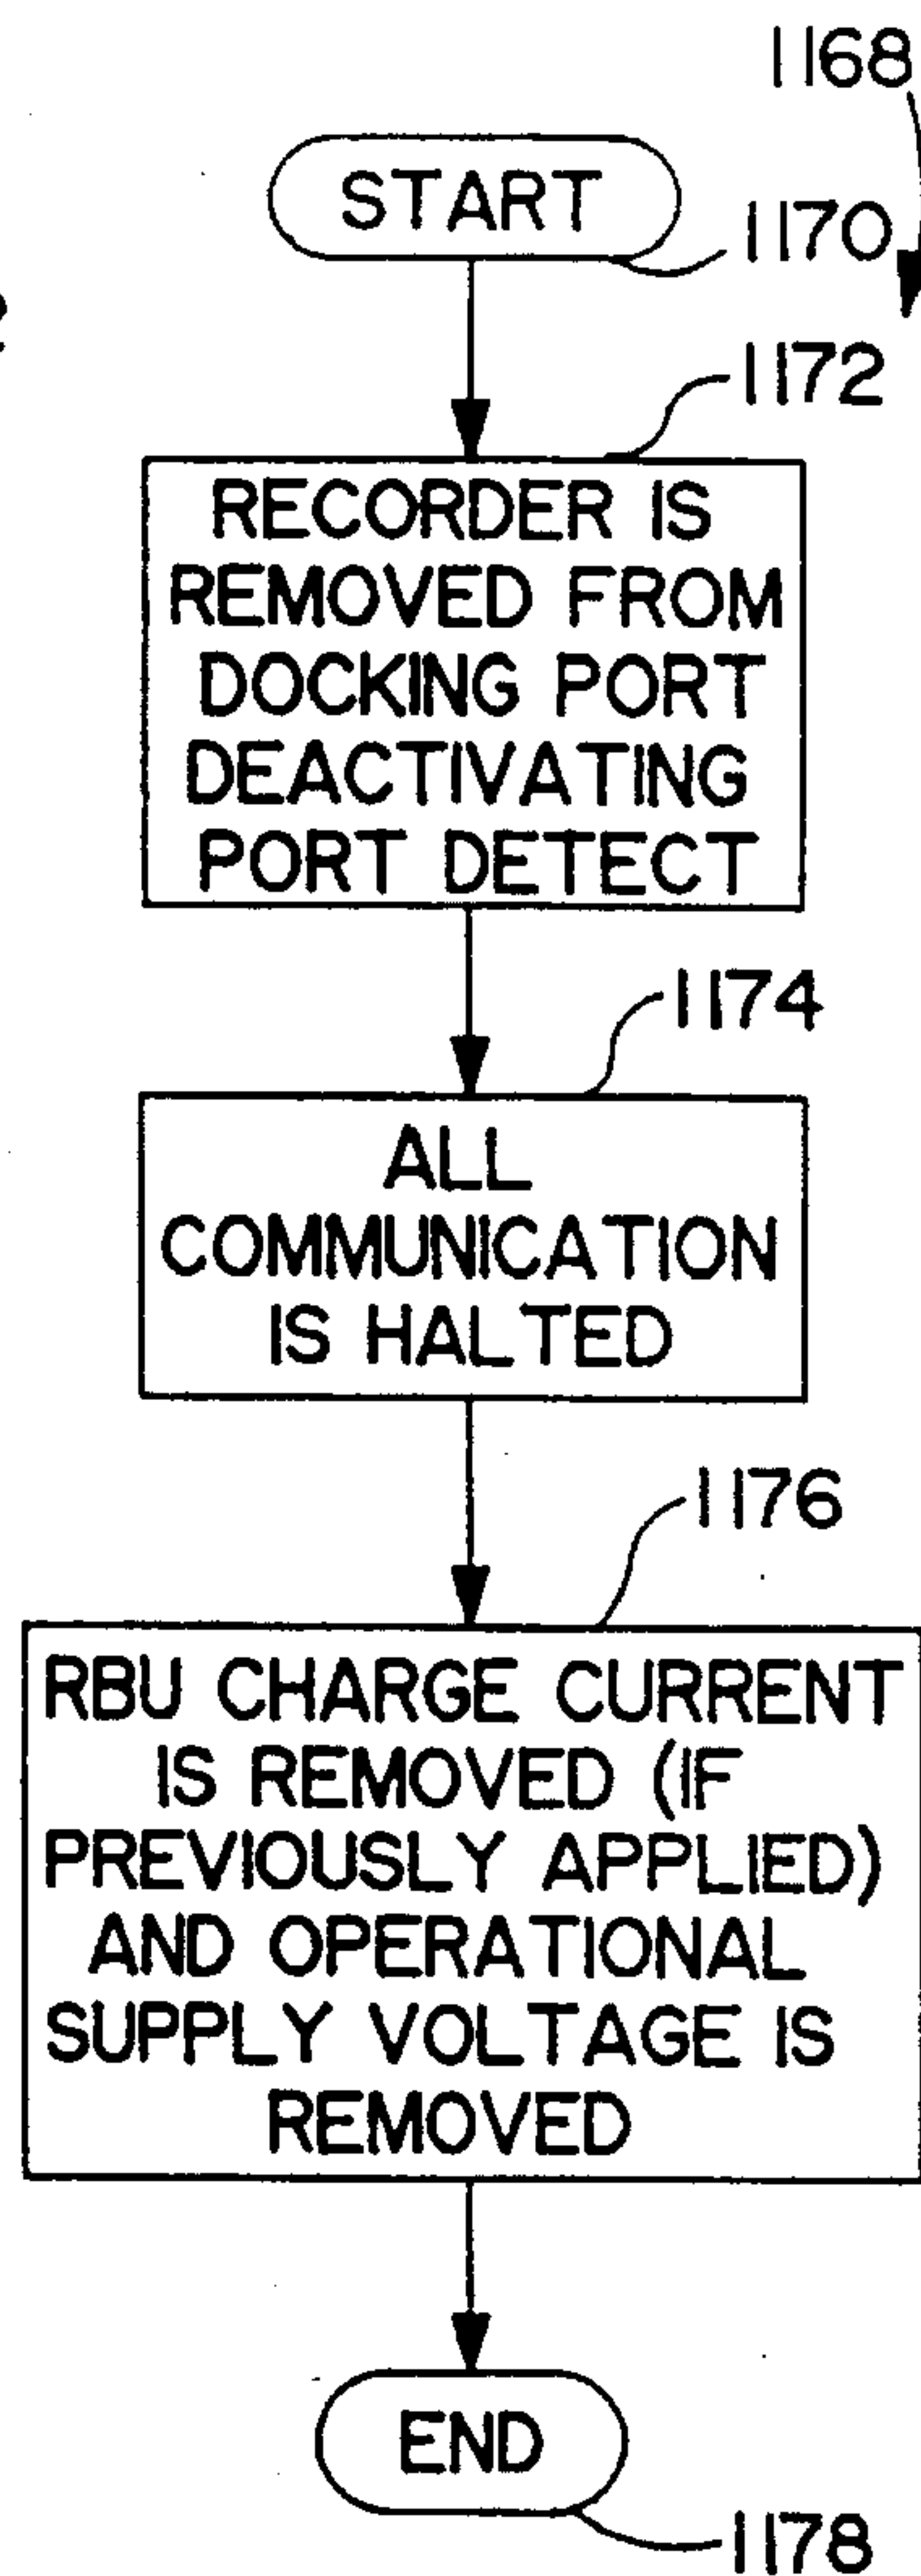 1168
START
1170
1172
RECORDER IS
REMOVED FROM
DOCKING PORT
DEACTIVATING
PORT DETECT
1174
ALL
COMMUNICATION
IS HALTED
1176
RBU CHARGE CURRENT
IS REMOVED (IF
PREVIOUSLY APPLIED)
AND OPERATIONAL
SUPPLY VOLTAGE IS
REMOVED
END
1178